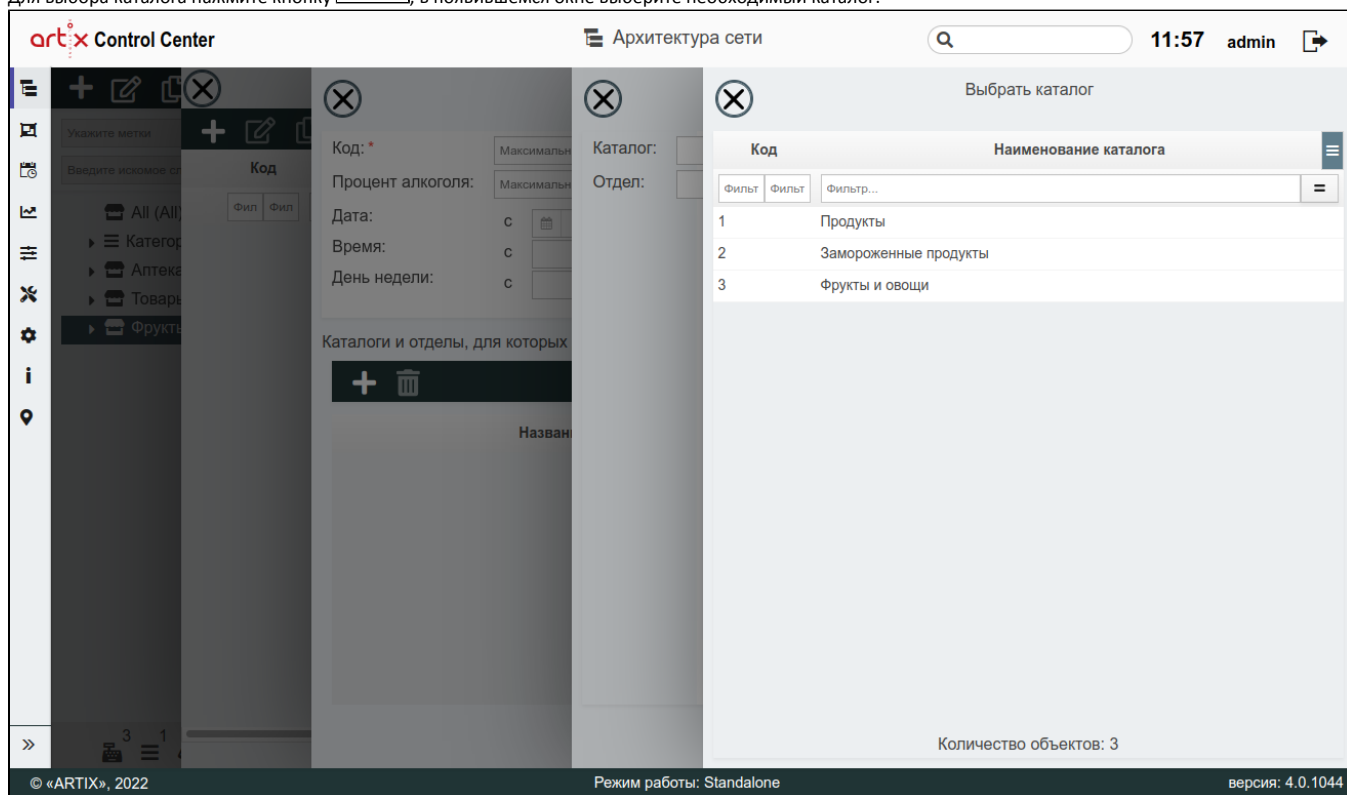 Для выбора каталога нажмите кнопку , в появившемся окне выберите необходимый каталог.
artix Control Center
Архитектура сети
11:57 admin
Укажите метки
Введите искомое сл
All (All)
Категор
Аптека
Товары
Фрукты
3 1
Код
Фил Фил
Код: * Максимальн
Процент алкоголя: Максимальн
Дата: с
Время: с
День недели: с
Каталоги и отделы, для которых
Назван
Каталог:
Отдел:
Выбрать каталог
Код Наименование каталога
Фильт Фильт Фильтр... =
1 Продукты
2 Замороженные продукты
3 Фрукты и овощи
Количество объектов: 3
© «ARTIX», 2022 Режим работы: Standalone версия: 4.0.1044